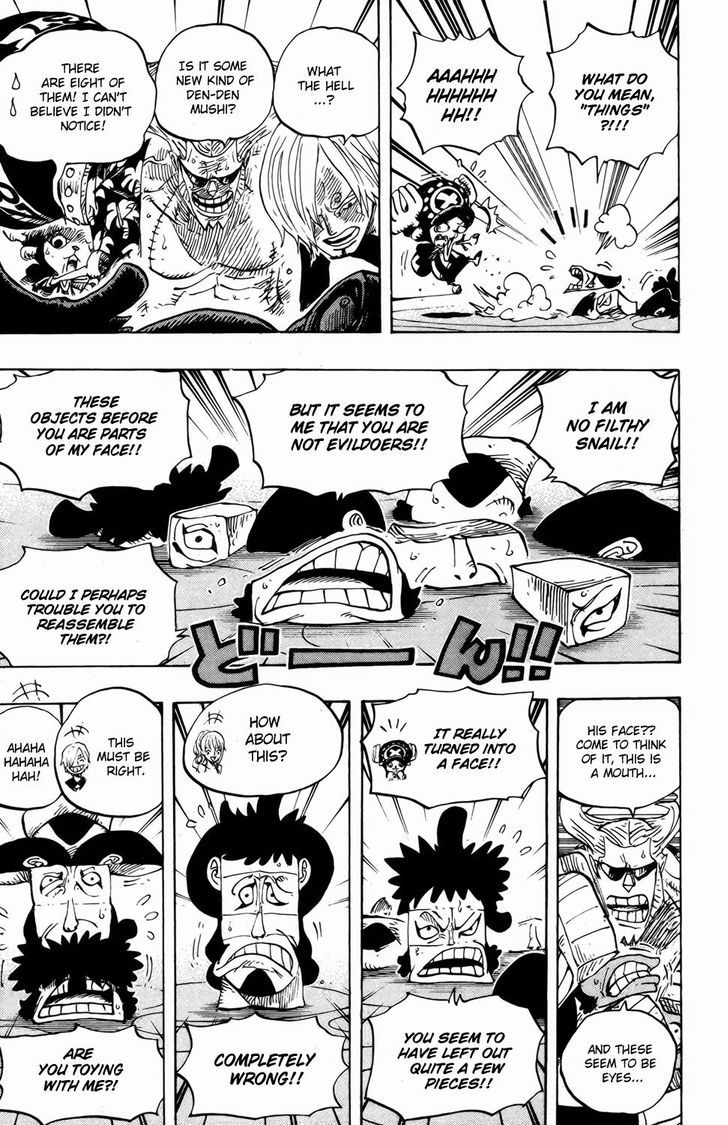 WHAT DO
YOU MEAN,
"THINGS"
?!!!
AAAHHH
HHHHHH
HH!!
WHAT
THE HELL
...?
IS IT SOME
NEW KIND OF
DEN-DEN
MUSHI?
THERE
ARE EIGHT OF
THEM! I CAN'T
BELIEVE I DIDN'T
NOTICE!
I AM
NO FILTHY
SNAIL!!
BUT IT SEEMS TO
ME THAT YOU ARE
NOT EVILDOERS!!
THESE
OBJECTS BEFORE
YOU ARE PARTS
OF MY FACE!!
COULD I PERHAPS
TROUBLE YOU TO
REASSEMBLE
THEM?!
どーん!!
HIS FACE??
COME TO THINK
OF IT, THIS IS
A MOUTH...
AND THESE
SEEM TO BE
EYES...
IT REALLY
TURNED INTO
A FACE!!
YOU SEEM TO
HAVE LEFT OUT
QUITE A FEW
PIECES!!
HOW
ABOUT
THIS?
COMPLETELY
WRONG!!
THIS
MUST BE
RIGHT.
AHAHA
HAHAHA
HAH!
ARE
YOU TOYING
WITH ME?!